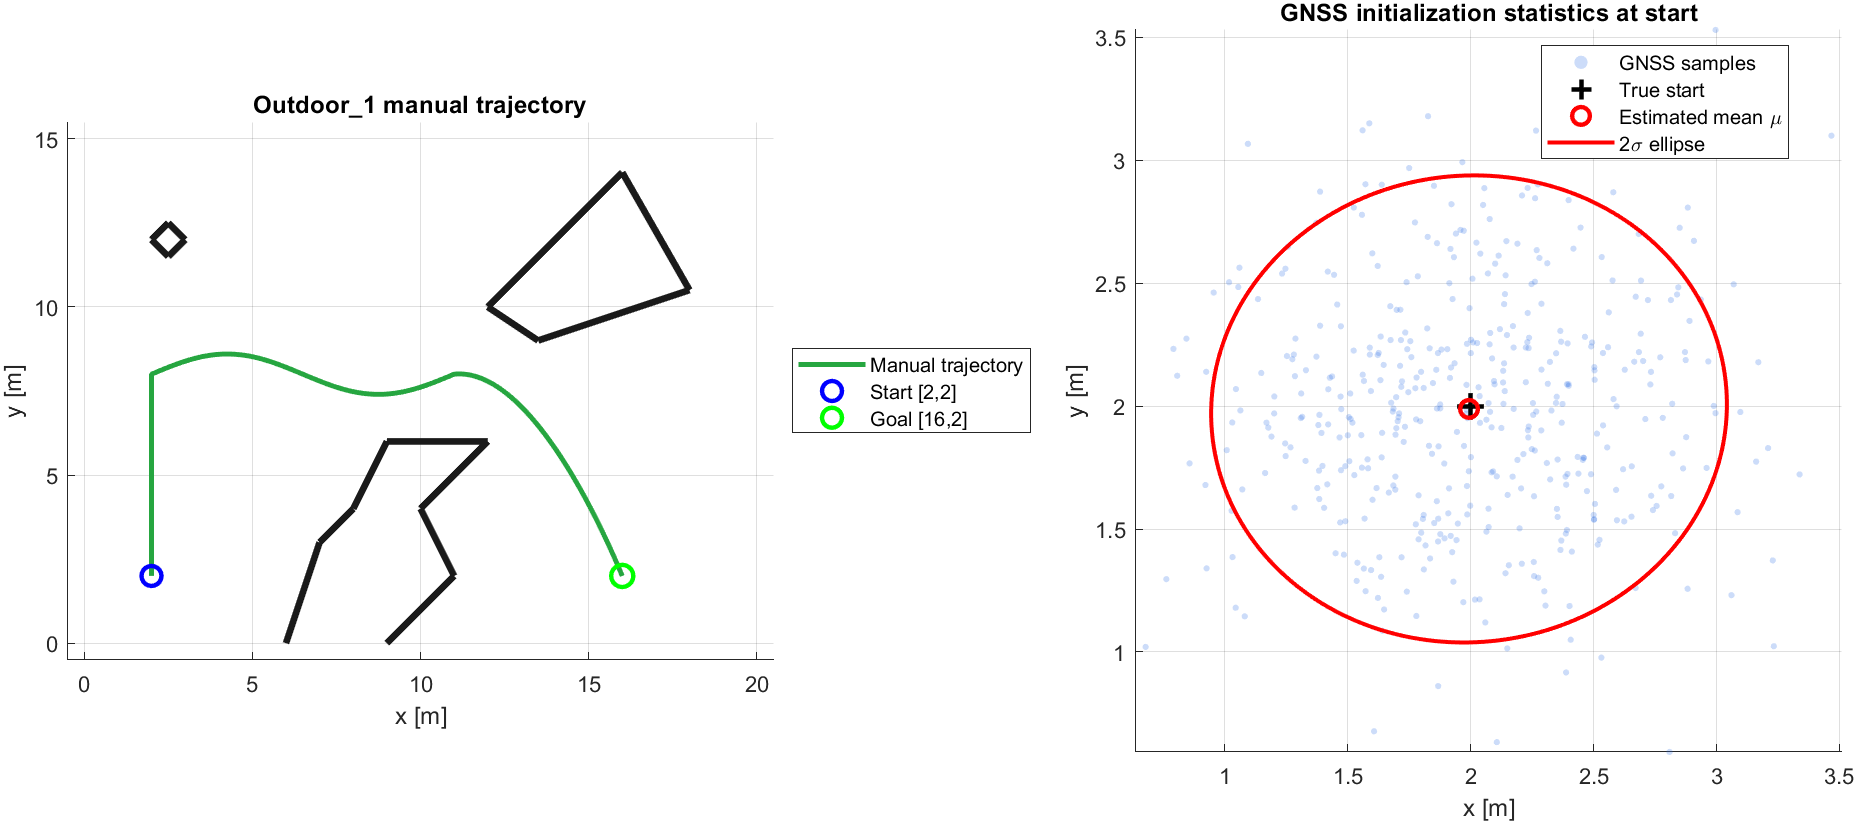 Outdoor_1 manual trajectory
15
10
5
0
y [m]
0 5 10 15 20
x [m]
Manual trajectory
Start [2,2]
Goal [16,2]
GNSS initialization statistics at start
3.5
3
2.5
2
1.5
1
y [m]
1 1.5 2 2.5 3 3.5
x [m]
GNSS samples
True start
Estimated mean μ
2σ ellipse